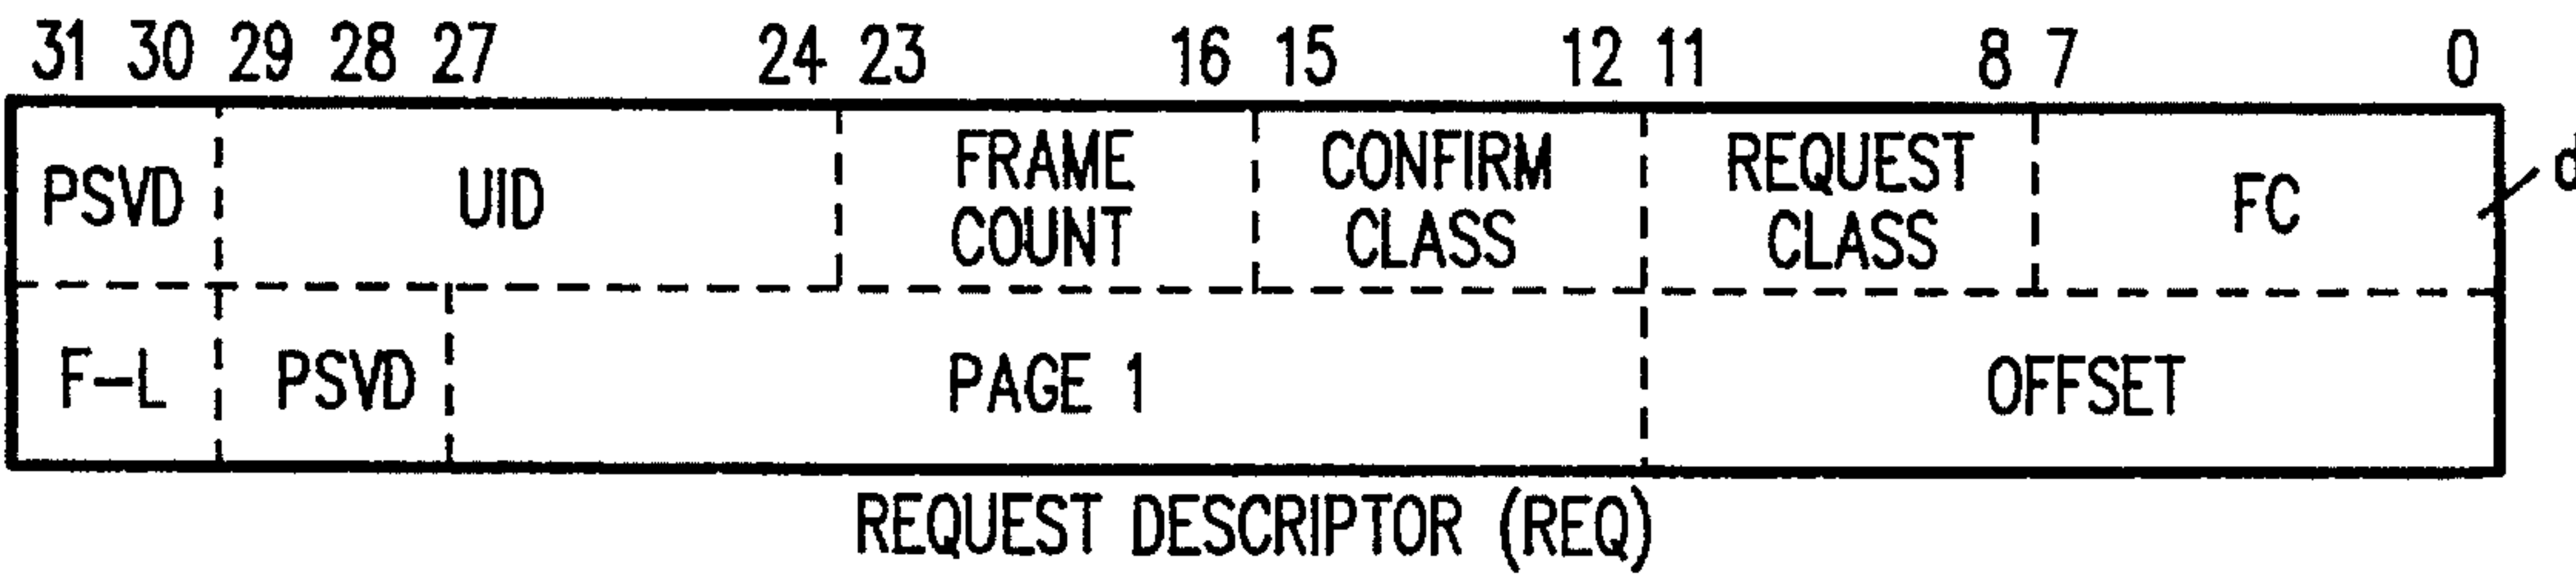 31 30 29 28 27 24 23 16 15 12 11 8 7 0
PSVD UID FRAME COUNT CONFIRM CLASS REQUEST CLASS FC d
F-L PSVD PAGE 1 OFFSET
REQUEST DESCRIPTOR (REQ)